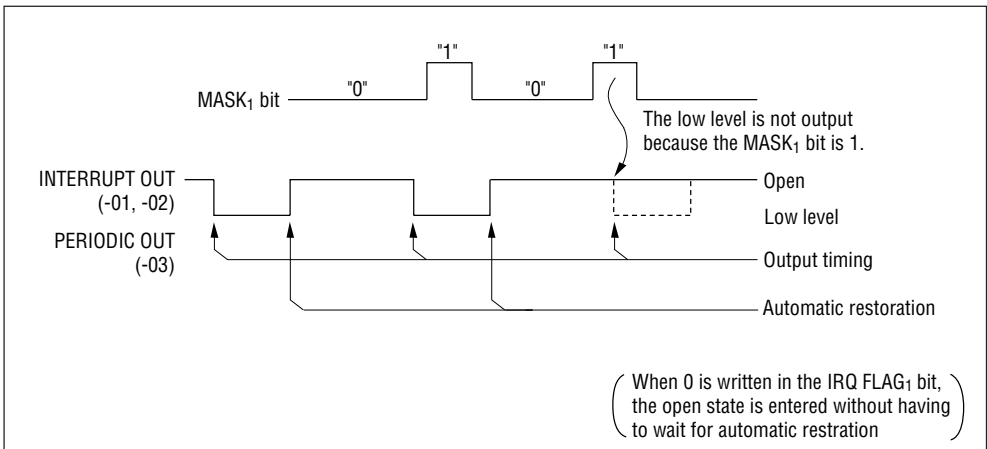 "1" "1"
MASK₁ bit "0" "0"
The low level is not output
because the MASK₁ bit is 1.
INTERRUPT OUT
(-01, -02)
Open
Low level
PERIODIC OUT
(-03)
Output timing
Automatic restoration
When 0 is written in the IRQ FLAG₁ bit,
the open state is entered without having
to wait for automatic restration